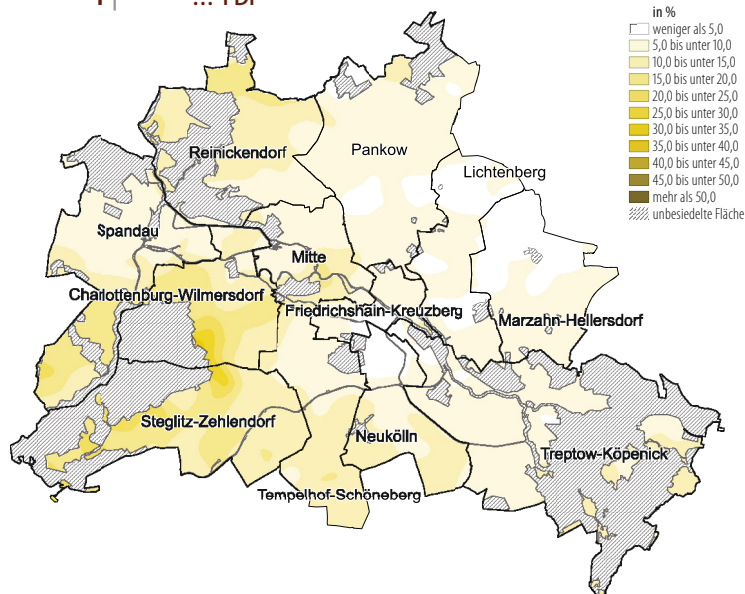 ... FDP
in %
weniger als 5,0
5,0 bis unter 10,0
10,0 bis unter 15,0
15,0 bis unter 20,0
20,0 bis unter 25,0
25,0 bis unter 30,0
30,0 bis unter 35,0
35,0 bis unter 40,0
40,0 bis unter 45,0
45,0 bis unter 50,0
mehr als 50,0
unbesiedelte Fläche
Reinickendorf
Pankow
Lichtenberg
Spandau
Mitte
Charlottenburg-Wilmersdorf
Friedrichshain-Kreuzberg
Marzahn-Hellersdorf
Steglitz-Zehlendorf
Neukölln
Treptow-Köpenick
Tempelhof-Schöneberg